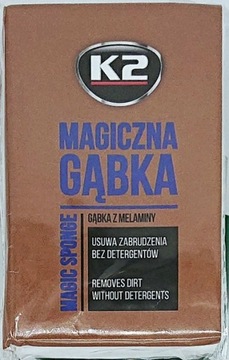 K2
MAGICZNA
GĄBKA
MAGIC SPONGE
GĄBKA Z MELAMINY
USUWA ZABRUDZENIA
BEZ DETERGENTÓW
REMOVES DIRT
WITHOUT DETERGENTS